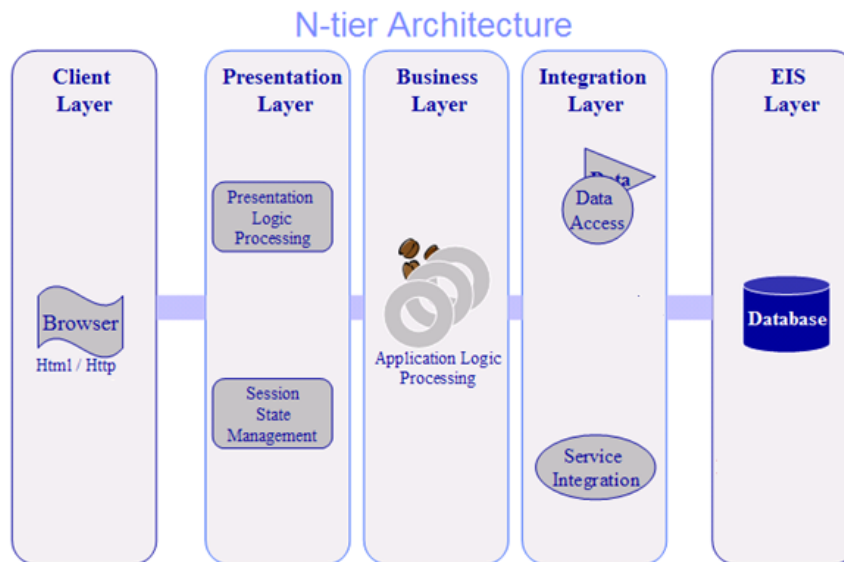 N-tier Architecture
Client
Layer
Presentation
Layer
Business
Layer
Integration
Layer
EIS
Layer
Presentation
Logic
Processing
Data
Data
Access
Browser
Html / Http
Application Logic
Processing
Database
Session
State
Management
Service
Integration